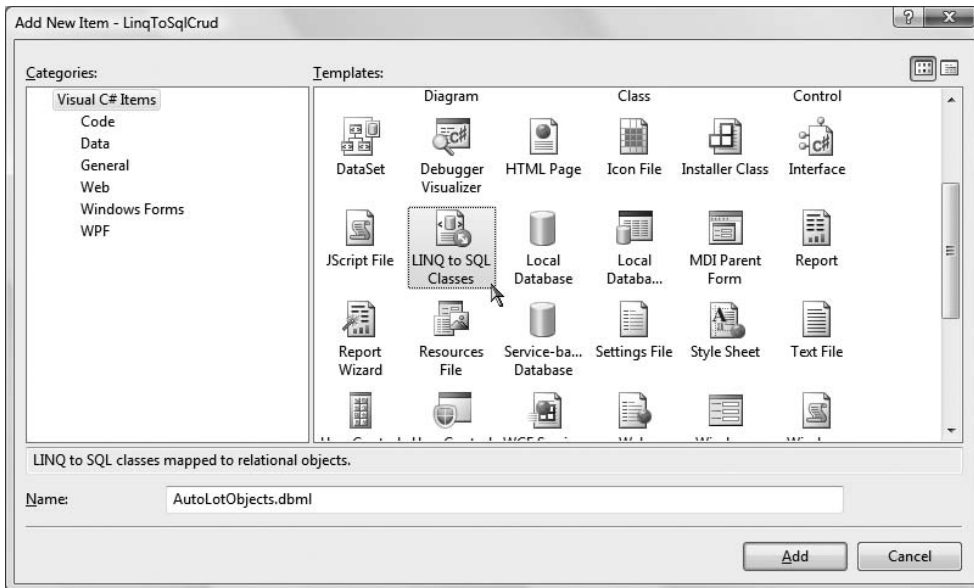 Add New Item - LinqToSqlCrud
Categories:
Templates:
Visual C# Items
Code
Data
General
Web
Windows Forms
WPF
Diagram
Class
Control
DataSet
Debugger
Visualizer
HTML Page
Icon File
Installer Class
Interface
JScript File
LINQ to SQL
Classes
Local
Database
Local
Databa...
MDI Parent
Form
Report
Report
Wizard
Resources
File
Service-ba...
Database
Settings File
Style Sheet
Text File
LINQ to SQL classes mapped to relational objects.
Name:
AutoLotObjects.dbml
Add
Cancel